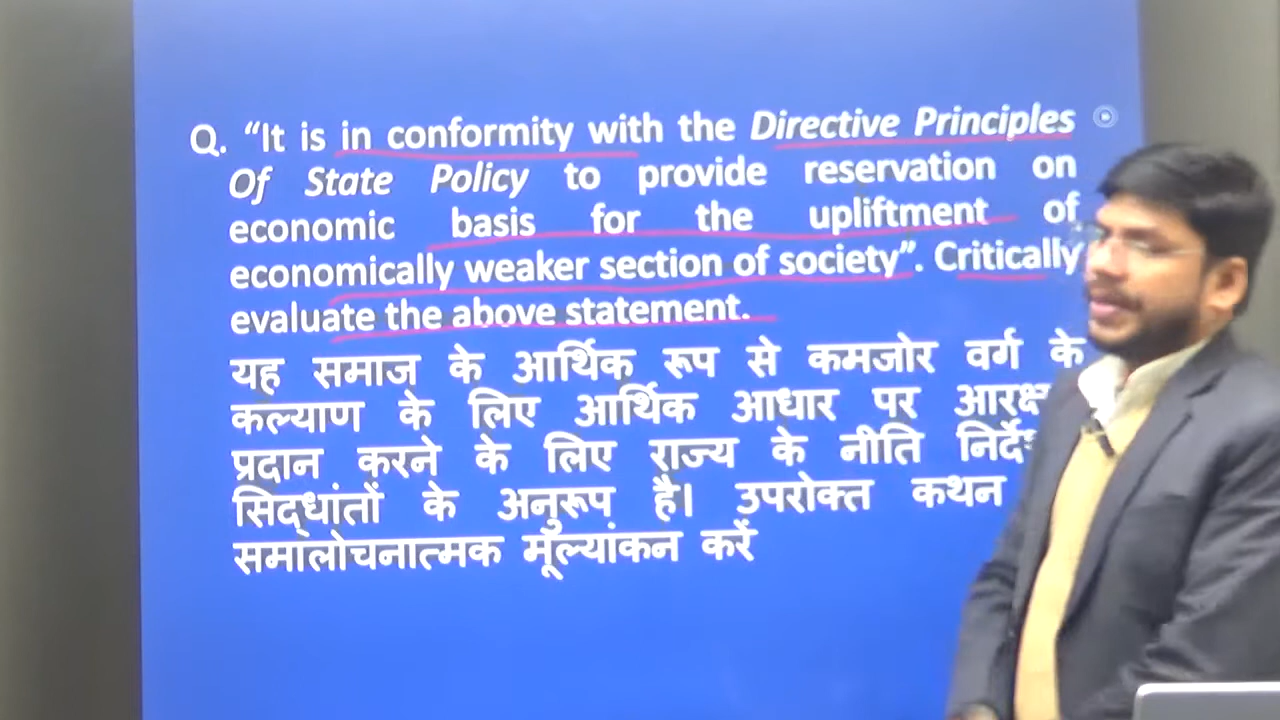 Q. “It is in conformity with the Directive Principles
Of State Policy to provide reservation on
economic basis for the upliftment of
economically weaker section of society”. Critically
evaluate the above statement.
यह समाज के आर्थिक रूप से कमजोर वर्ग के
कल्याण के लिए आर्थिक आधार पर
प्रदान करने के लिए राज्य के नीति
सिद्धांतों के अनुरूप है। उपरोक्त कथन
समालोचनात्मक मूल्यांकन करें